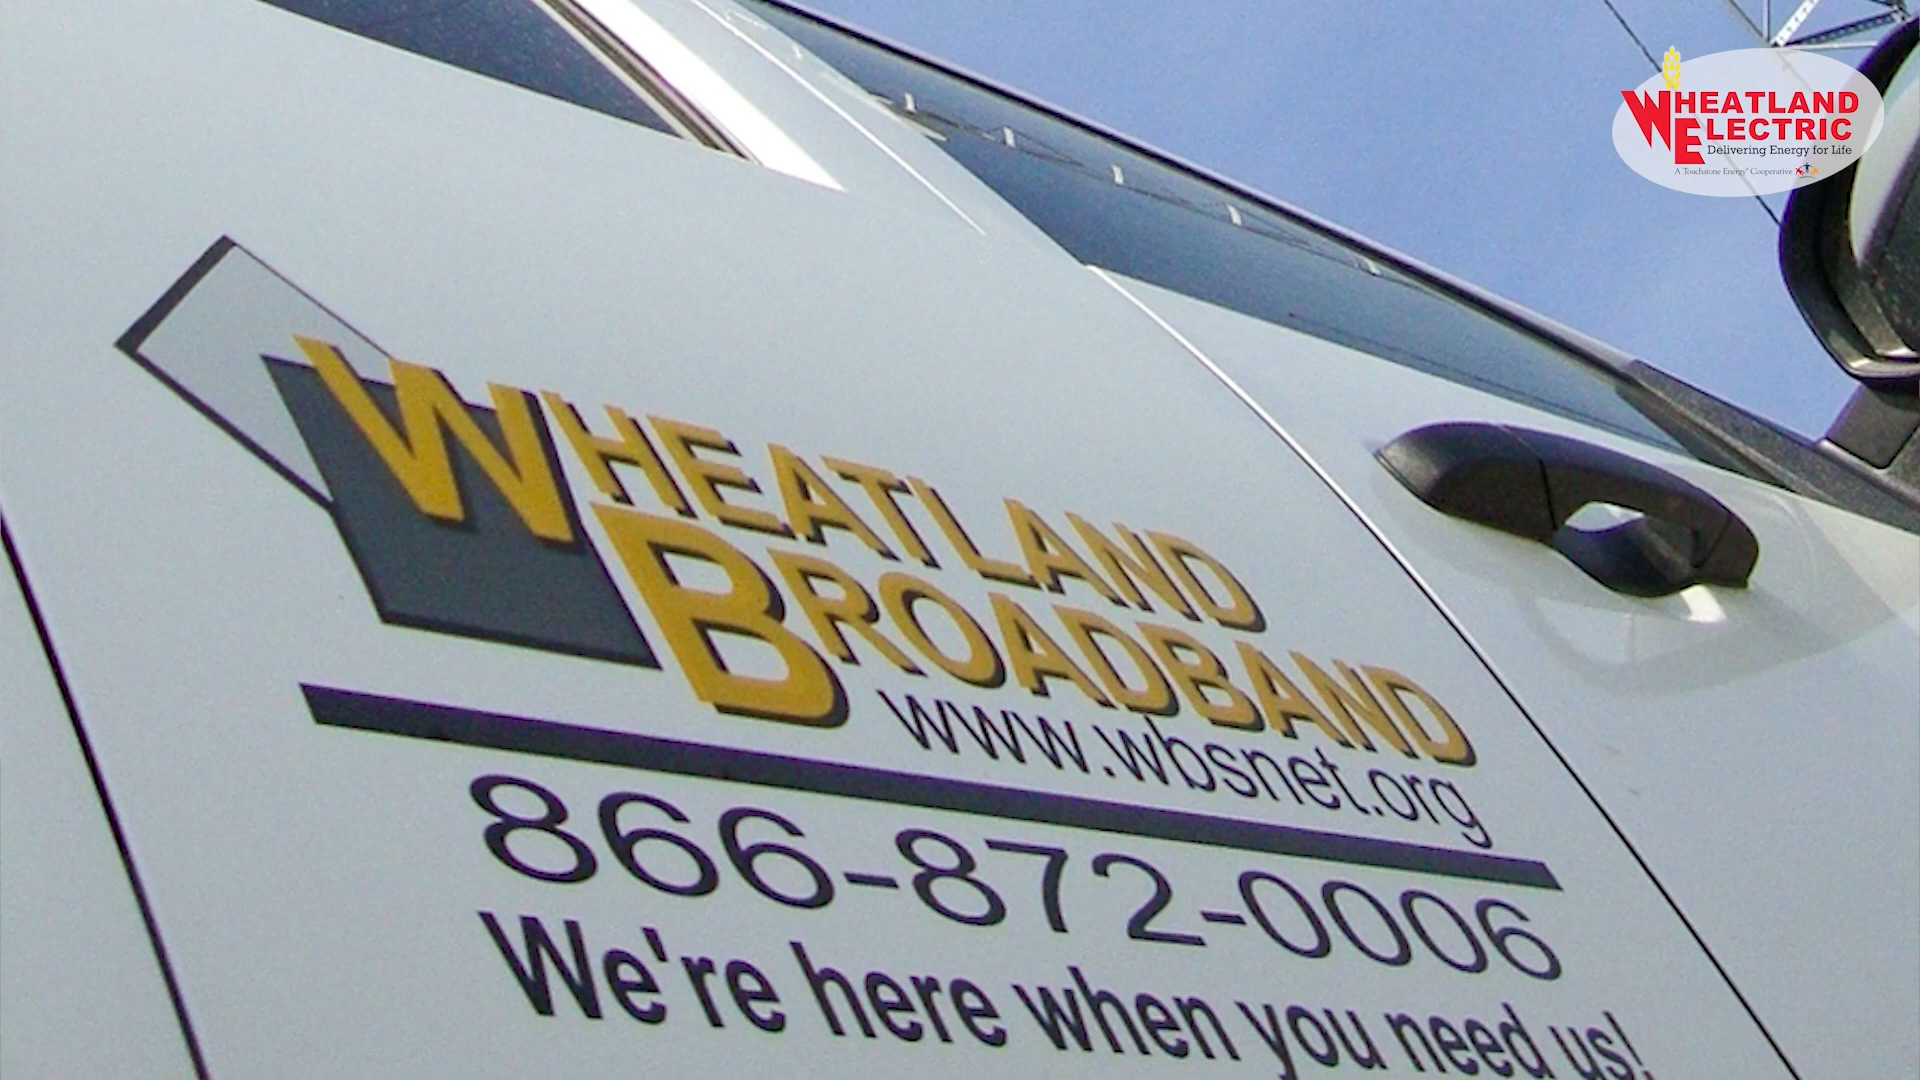 WHEATLAND
ELECTRIC
Delivering Energy for Life
A Touchstone Energy® Cooperative
WHEATLAND
BROADBAND
www.wbsnet.org
866-872-0006
We're here when you need us!